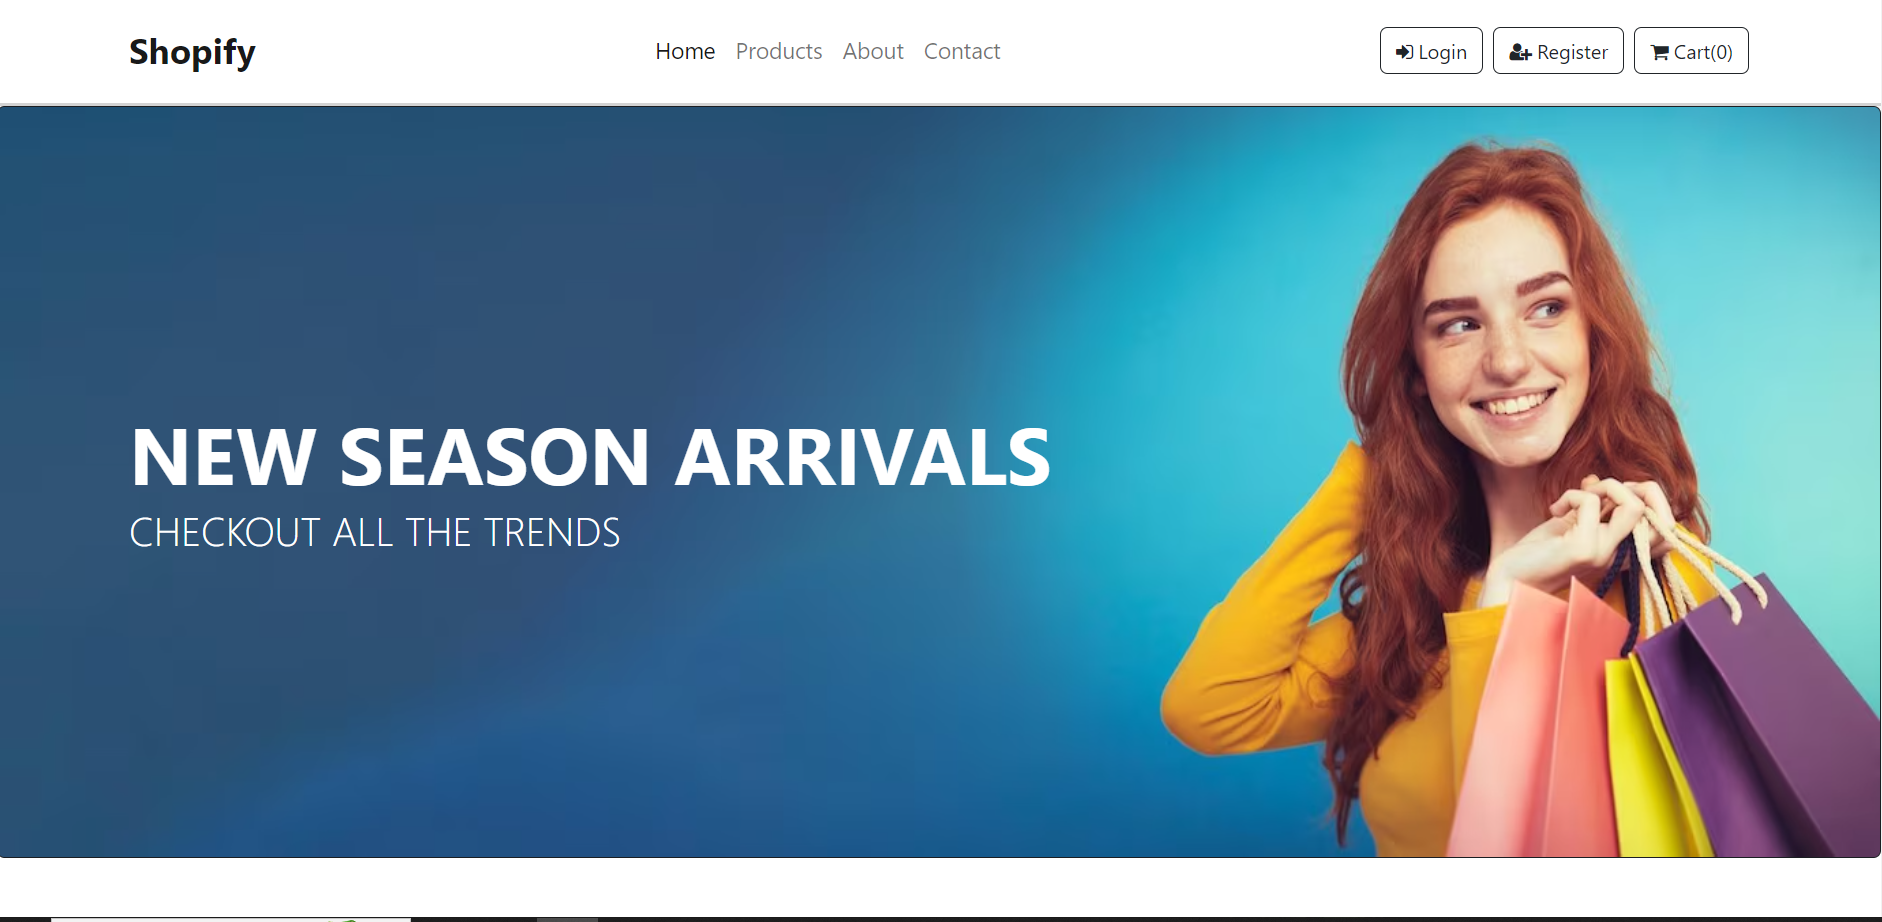 Shopify
Home Products About Contact
Login Register Cart(0)
NEW SEASON ARRIVALS
CHECKOUT ALL THE TRENDS